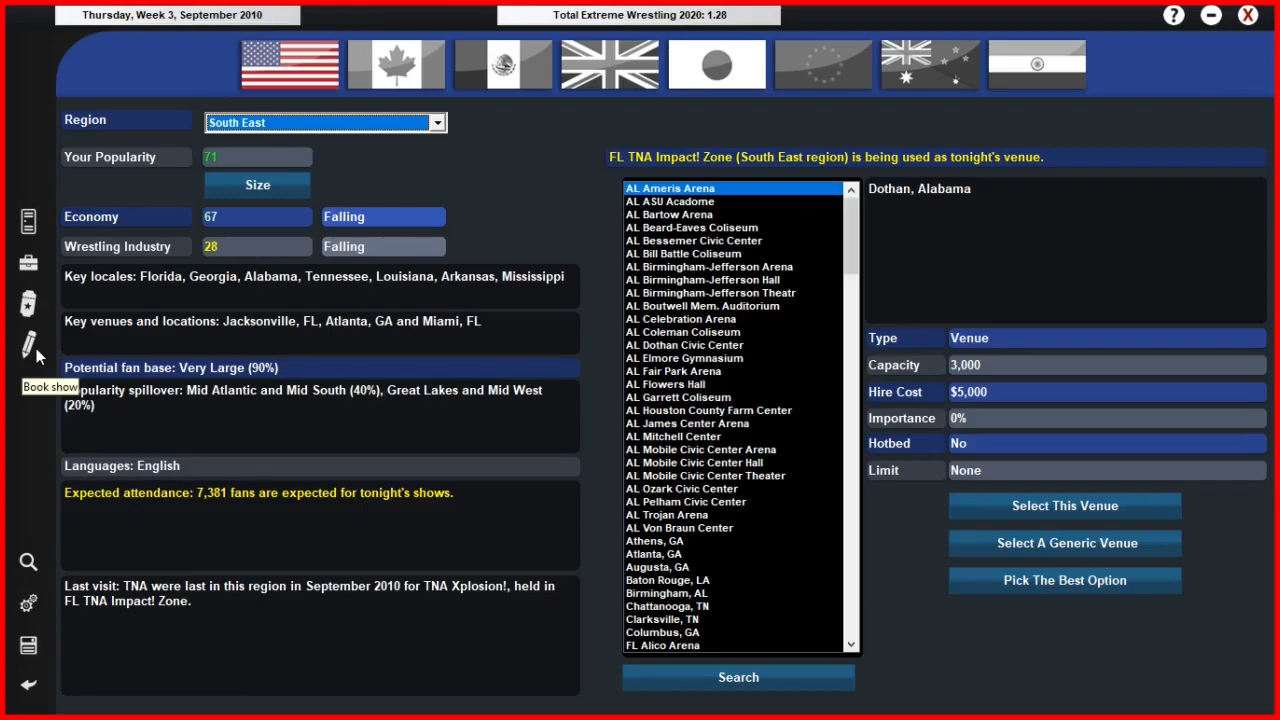 Thursday, Week 3, September 2010
Total Extreme Wrestling 2020: 1.28
?
X
Region
South East
Your Popularity
71
Size
Economy
67
Falling
Wrestling Industry
28
Falling
Key locales: Florida, Georgia, Alabama, Tennessee, Louisiana, Arkansas, Mississippi
Key venues and locations: Jacksonville, FL, Atlanta, GA and Miami, FL
Potential fan base: Very Large (90%)
Book show
pularity spillover: Mid Atlantic and Mid South (40%), Great Lakes and Mid West
(20%)
Languages: English
Expected attendance: 7,381 fans are expected for tonight's shows.
Last visit: TNA were last in this region in September 2010 for TNA Xplosion!, held in
FL TNA Impact! Zone.
FL TNA Impact! Zone (South East region) is being used as tonight's venue.
AL Ameris Arena
AL ASU Acadome
AL Bartow Arena
AL Beard-Eaves Coliseum
AL Bessemer Civic Center
AL Bill Battle Coliseum
AL Birmingham-Jefferson Arena
AL Birmingham-Jefferson Hall
AL Birmingham-Jefferson Theatr
AL Boutwell Mem. Auditorium
AL Celebration Arena
AL Coleman Coliseum
AL Dothan Civic Center
AL Elmore Gymnasium
AL Fair Park Arena
AL Flowers Hall
AL Garrett Coliseum
AL Houston County Farm Center
AL James Center Arena
AL Mitchell Center
AL Mobile Civic Center Arena
AL Mobile Civic Center Hall
AL Mobile Civic Center Theater
AL Ozark Civic Center
AL Pelham Civic Center
AL Trojan Arena
AL Von Braun Center
Athens, GA
Atlanta, GA
Augusta, GA
Baton Rouge, LA
Birmingham, AL
Chattanooga, TN
Clarksville, TN
Columbus, GA
FL Alico Arena
Search
Dothan, Alabama
Type
Venue
Capacity
3,000
Hire Cost
$5,000
Importance
0%
Hotbed
No
Limit
None
Select This Venue
Select A Generic Venue
Pick The Best Option